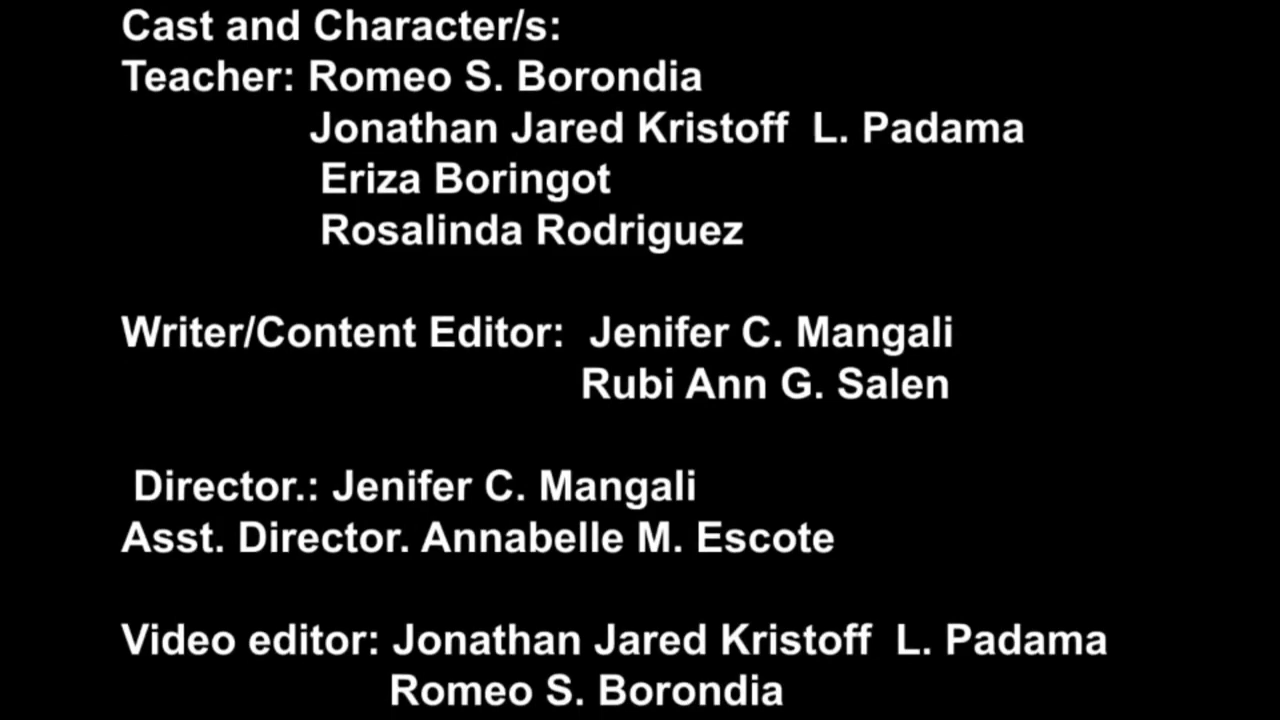 Cast and Character/s:
Teacher: Romeo S. Borondia
Jonathan Jared Kristoff L. Padama
Eriza Boringot
Rosalinda Rodriguez
Writer/Content Editor: Jenifer C. Mangali
Rubi Ann G. Salen
Director.: Jenifer C. Mangali
Asst. Director. Annabelle M. Escote
Video editor: Jonathan Jared Kristoff L. Padama
Romeo S. Borondia